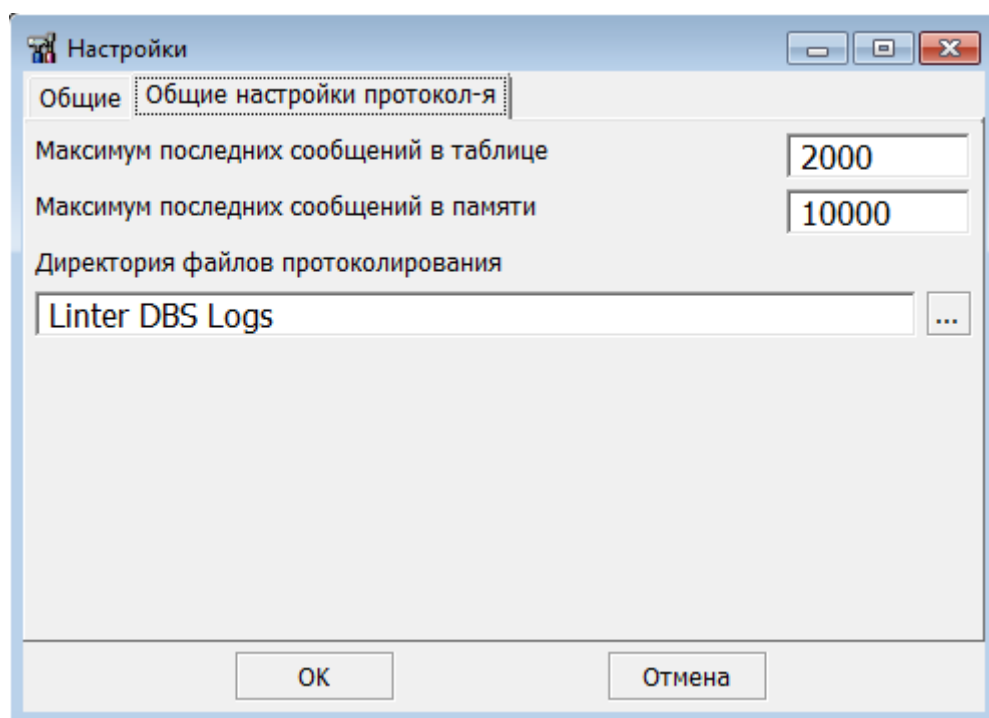 Настройки
Общие Общие настройки протокол-я
Максимум последних сообщений в таблице 2000
Максимум последних сообщений в памяти 10000
Директория файлов протоколирования
Linter DBS Logs ...
OK Отмена